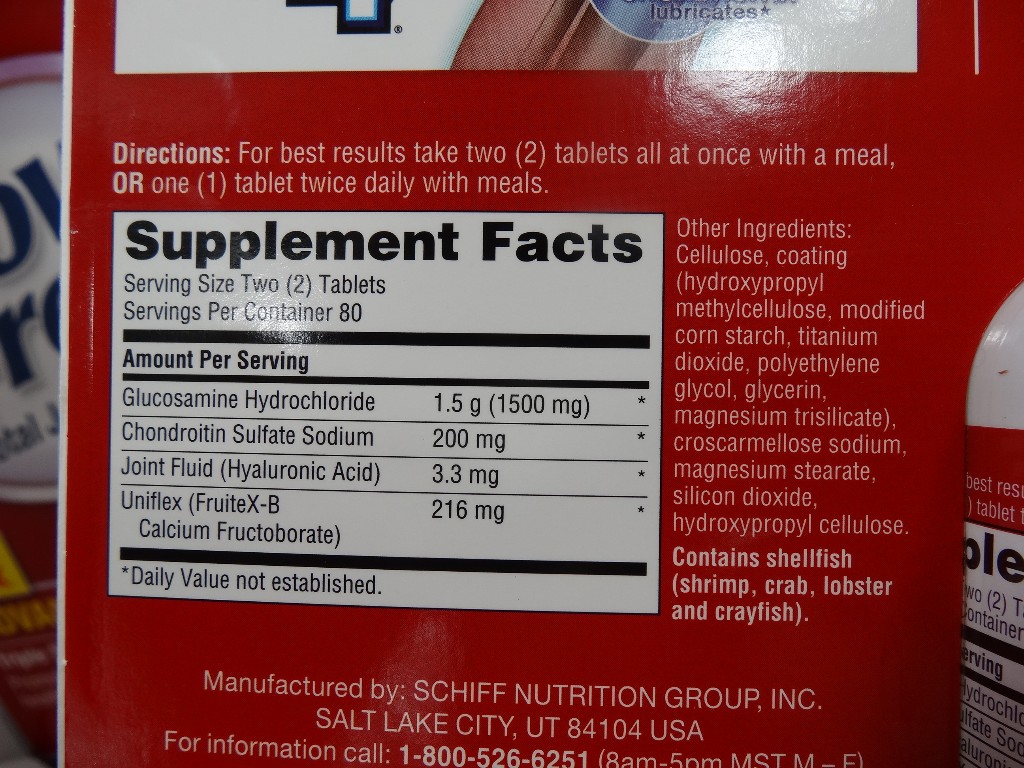 lubricates*
®
Directions: For best results take two (2) tablets all at once with a meal,
OR one (1) tablet twice daily with meals.
Supplement Facts
Serving Size Two (2) Tablets
Servings Per Container 80
Amount Per Serving
Glucosamine Hydrochloride 1.5 g (1500 mg) *
Chondroitin Sulfate Sodium 200 mg *
Joint Fluid (Hyaluronic Acid) 3.3 mg *
Uniflex (FruiteX-B 216 mg *
Calcium Fructoborate)
*Daily Value not established.
Other Ingredients:
Cellulose, coating
(hydroxypropyl
methylcellulose, modified
corn starch, titanium
dioxide, polyethylene
glycol, glycerin,
magnesium trisilicate),
croscarmellose sodium,
magnesium stearate,
silicon dioxide,
hydroxypropyl cellulose.
Contains shellfish
(shrimp, crab, lobster
and crayfish).
Manufactured by: SCHIFF NUTRITION GROUP, INC.
SALT LAKE CITY, UT 84104 USA
For information call: 1-800-526-6251 (8am-5pm MST M – F)
best
) tablet
(2)